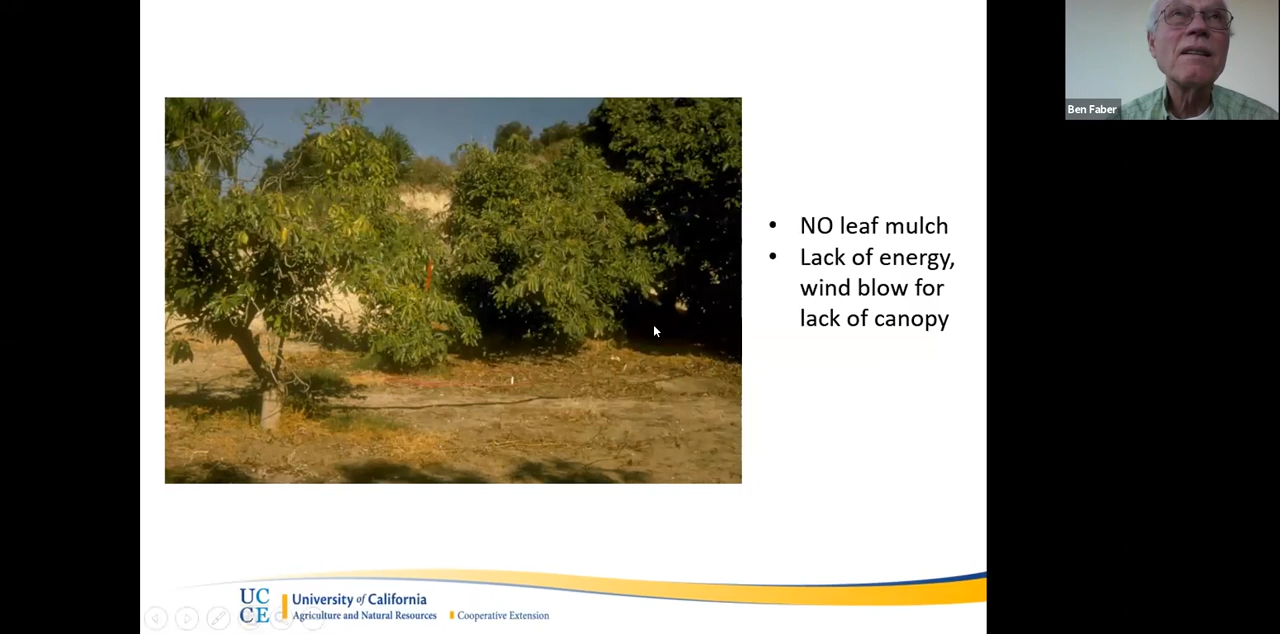 Ben Faber
• NO leaf mulch
• Lack of energy,
wind blow for
lack of canopy
UC
CE
University of California
Agriculture and Natural Resources
Cooperative Extension